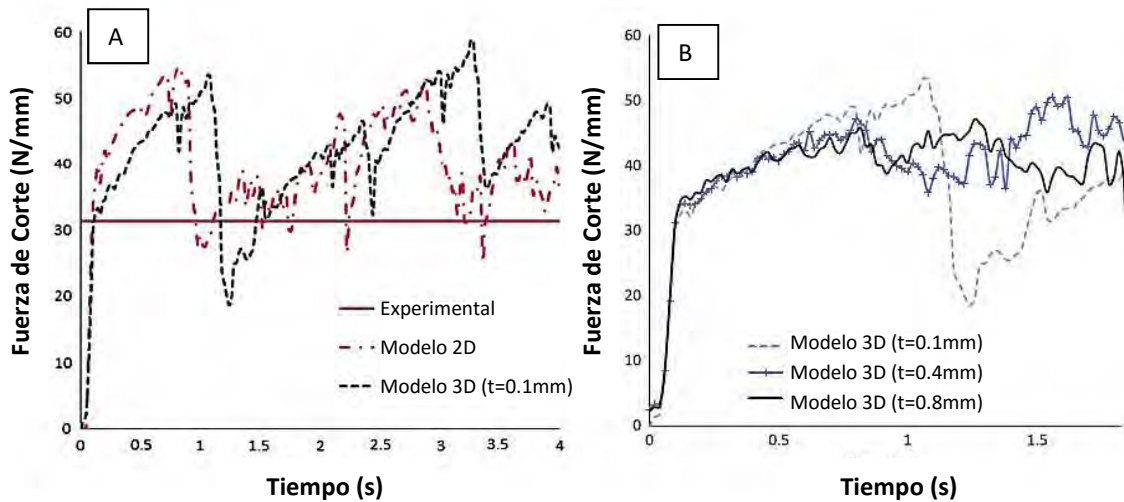 A
Fuerza de Corte (N/mm)
60
50
40
30
20
10
0
0
0.5
1
1.5
2
2.5
3
3.5
4
Experimental
Modelo 2D
Modelo 3D (t=0.1mm)
Tiempo (s)
B
Fuerza de Corte (N/mm)
60
50
40
30
20
10
0
0
0.5
1
1.5
Modelo 3D (t=0.1mm)
Modelo 3D (t=0.4mm)
Modelo 3D (t=0.8mm)
Tiempo (s)